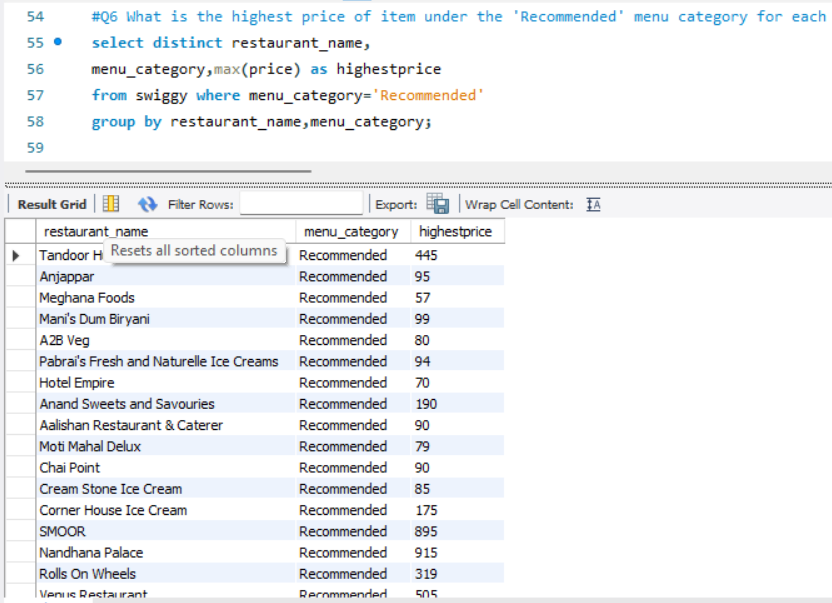 54 #Q6 What is the highest price of item under the 'Recommended' menu category for each
55 select distinct restaurant_name,
56 menu_category,max(price) as highestprice
57 from swiggy where menu_category='Recommended'
58 group by restaurant_name,menu_category;
59
Result Grid Filter Rows: Export: Wrap Cell Content:
restaurant_name menu_category highestprice
Resets all sorted columns
Tandoor Recommended 445
Anjappar Recommended 95
Meghana Foods Recommended 57
Mani's Dum Biryani Recommended 99
A2B Veg Recommended 80
Pabrai's Fresh and Naturelle Ice Creams Recommended 94
Hotel Empire Recommended 70
Anand Sweets and Savouries Recommended 190
Aalishan Restaurant & Caterer Recommended 90
Moti Mahal Delux Recommended 79
Chai Point Recommended 90
Cream Stone Ice Cream Recommended 85
Corner House Ice Cream Recommended 175
SMOOR Recommended 895
Nandhana Palace Recommended 915
Rolls On Wheels Recommended 319
Venus Restaurant Recommended 505